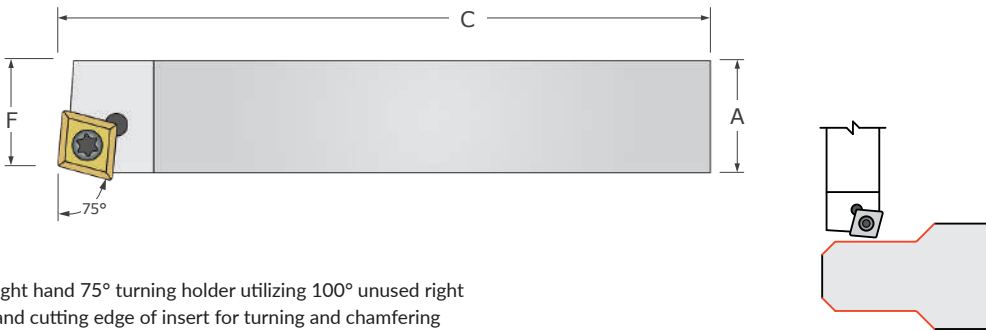 C
F
A
75°
ght hand 75° turning holder utilizing 100° unused right
and cutting edge of insert for turning and chamfering